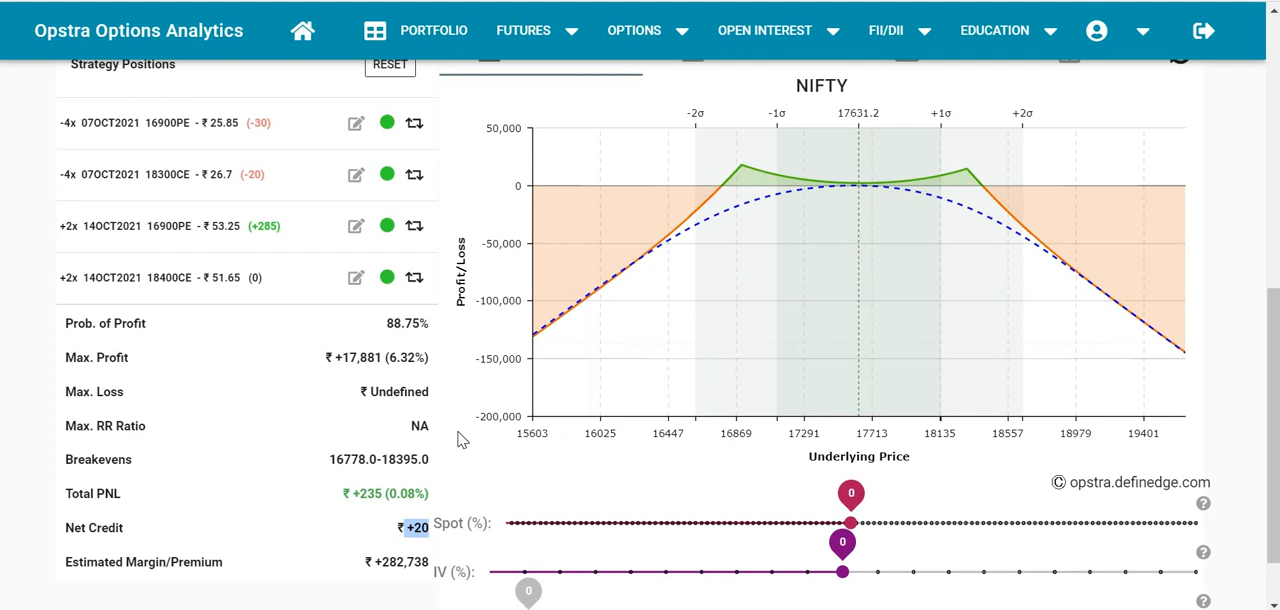 Opstra Options Analytics PORTFOLIO FUTURES OPTIONS OPEN INTEREST FII/DII EDUCATION
Strategy Positions RESET
-4x 07OCT2021 16900PE - ₹ 25.85 (-30)
-4x 07OCT2021 18300CE - ₹ 26.7 (-20)
+2x 14OCT2021 16900PE - ₹ 53.25 (+285)
+2x 14OCT2021 18400CE - ₹ 51.65 (0)
Prob. of Profit 88.75%
Max. Profit ₹ +17,881 (6.32%)
Max. Loss ₹ Undefined
Max. RR Ratio NA
Breakevens 16778.0-18395.0
Total PNL ₹ +235 (0.08%)
Net Credit ₹ +20
Estimated Margin/Premium ₹ +282,738
NIFTY
-2σ -1σ 17631.2 +1σ +2σ
50,000
0
-50,000
-100,000
-150,000
-200,000
Profit/Loss
15603 16025 16447 16869 17291 17713 18135 18557 18979 19401
Underlying Price
© opstra.definedge.com
?
0
Spot (%):
0
?
IV (%):
0
?